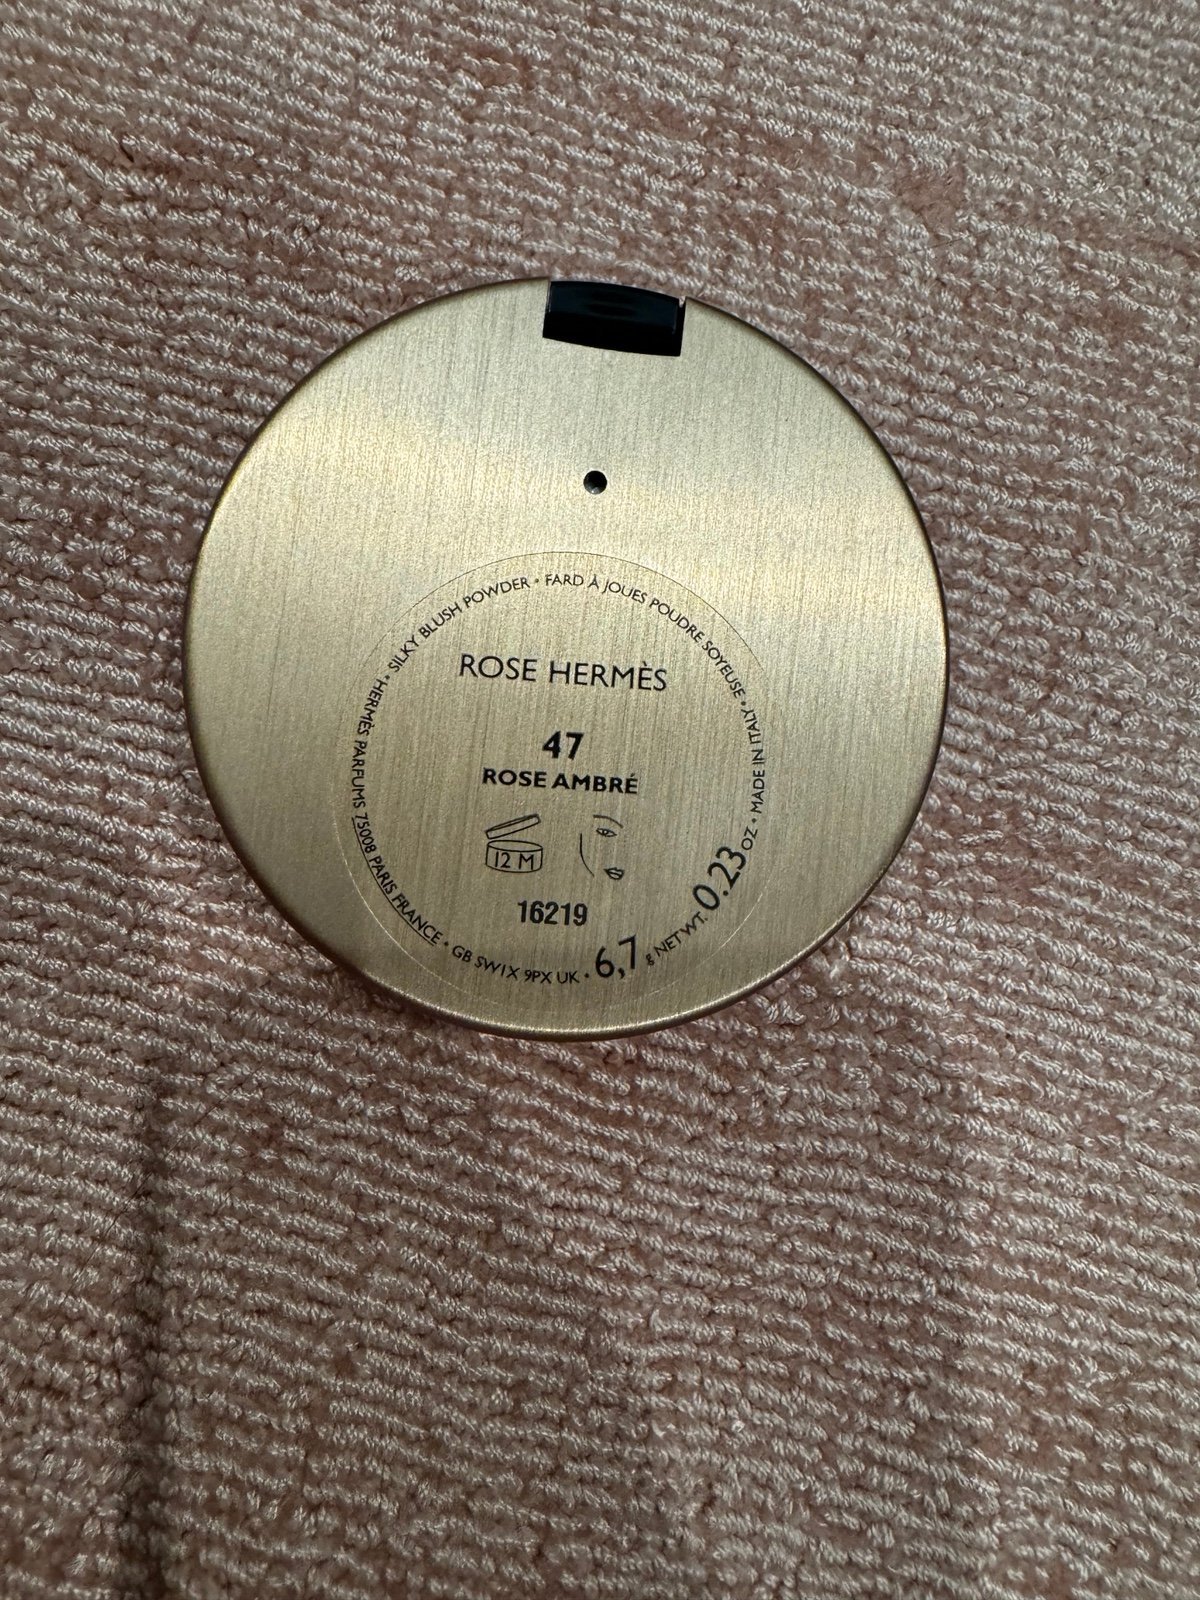 HERMÈS PARFUMS 75008 PARIS FRANCE • SILKY BLUSH POWDER • FARD À JOUES POUDRE SOYEUSE • MADE IN ITALY •
ROSE HERMÈS
47
ROSE AMBRÉ
12 M
16219
GB SW1X 9PX UK • 6,7 g NET WT. 0.23 OZ